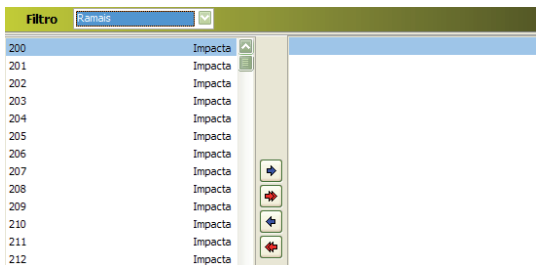 Filtro Ramais
200 Impacta
201 Impacta
202 Impacta
203 Impacta
204 Impacta
205 Impacta
206 Impacta
207 Impacta
208 Impacta
209 Impacta
210 Impacta
211 Impacta
212 Impacta